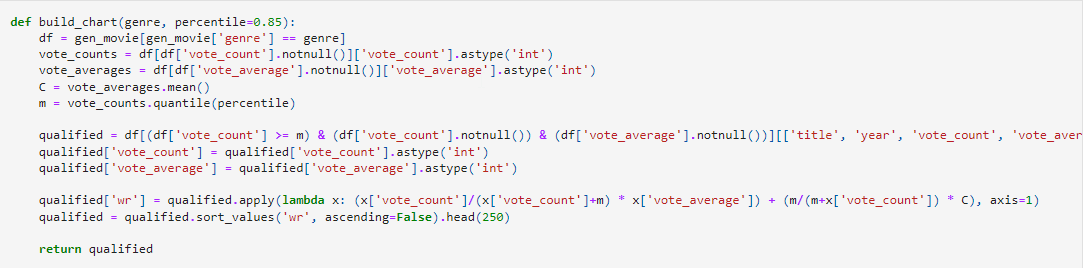 def build_chart(genre, percentile=0.85):
    df = gen_movie[gen_movie['genre'] == genre]
    vote_counts = df[df['vote_count'].notnull()]['vote_count'].astype('int')
    vote_averages = df[df['vote_average'].notnull()]['vote_average'].astype('int')
    C = vote_averages.mean()
    m = vote_counts.quantile(percentile)
    qualified = df[(df['vote_count'] >= m) & (df['vote_count'].notnull()) & (df['vote_average'].notnull())][['title', 'year', 'vote_count', 'vote_aver
    qualified['vote_count'] = qualified['vote_count'].astype('int')
    qualified['vote_average'] = qualified['vote_average'].astype('int')
    qualified['wr'] = qualified.apply(lambda x: (x['vote_count']/(x['vote_count']+m) * x['vote_average']) + (m/(m+x['vote_count']) * C), axis=1)
    qualified = qualified.sort_values('wr', ascending=False).head(250)
    return qualified